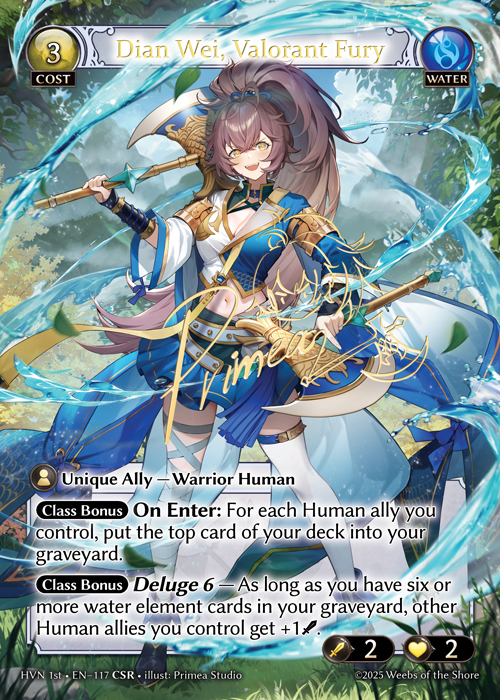 3
COST
Dian Wei, Valorant Fury
WATER
Primea
Unique Ally — Warrior Human
Class Bonus On Enter: For each Human ally you
control, put the top card of your deck into your
graveyard.
Class Bonus Deluge 6 — As long as you have six or
more water element cards in your graveyard, other
Human allies you control get +1.
2
2
HVN 1st • EN-117 CSR • illust: Primea Studio
©2025 Weebs of the Shore